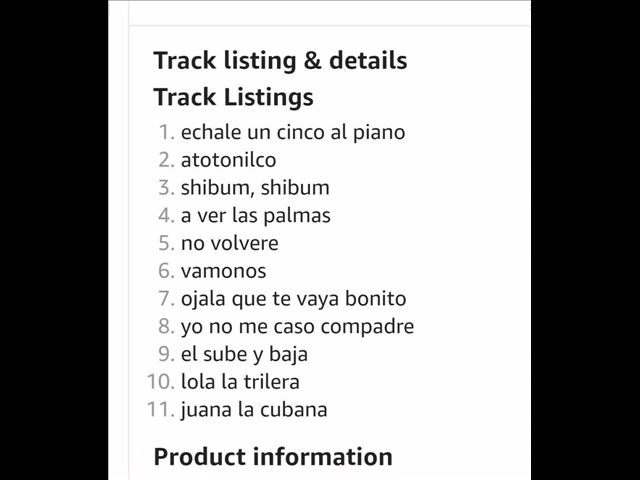 Track listing & details
Track Listings
1. echale un cinco al piano
2. atotonilco
3. shibum, shibum
4. a ver las palmas
5. no volvere
6. vamonos
7. ojala que te vaya bonito
8. yo no me caso compadre
9. el sube y baja
10. lola la trilera
11. juana la cubana
Product information